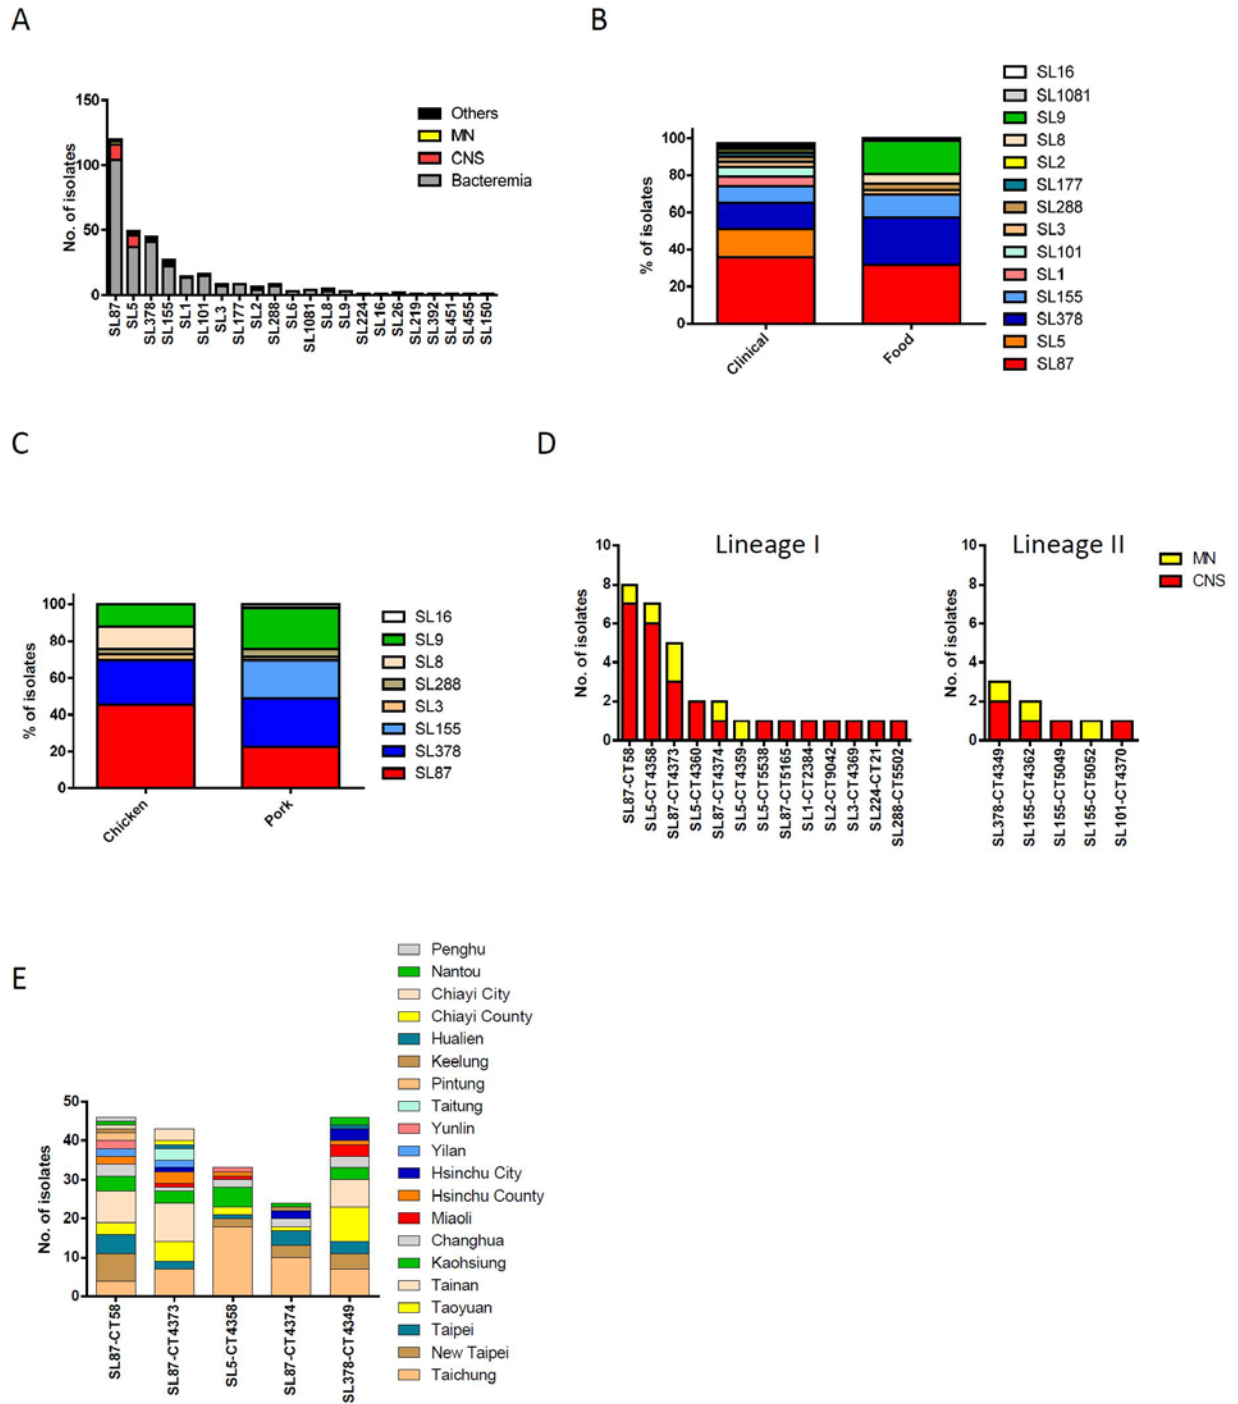 A
150
100
50
0
No. of isolates
Others
MN
CNS
Bacteremia
SL87
SL5
SL378
SL155
SL1
SL101
SL3
SL177
SL2
SL288
SL6
SL1081
SL8
SL9
SL224
SL16
SL26
SL219
SL392
SL451
SL455
SL150
B
100
80
60
40
20
0
% of isolates
Clinical
Food
SL16
SL1081
SL9
SL8
SL2
SL177
SL288
SL3
SL101
SL1
SL155
SL378
SL5
SL87
C
100
80
60
40
20
0
% of isolates
Chicken
Pork
SL16
SL9
SL8
SL288
SL3
SL155
SL378
SL87
D
Lineage I
10
8
6
4
2
0
No. of isolates
SL87-CT58
SL5-CT4358
SL87-CT4373
SL5-CT4360
SL87-CT4374
SL5-CT4359
SL5-CT5538
SL87-CT5165
SL1-CT2384
SL2-CT9042
SL3-CT4369
SL224-CT21
SL288-CT5502
Lineage II
10
8
6
4
2
0
No. of isolates
SL378-CT4349
SL155-CT4362
SL155-CT5049
SL155-CT5052
SL101-CT4370
MN
CNS
E
50
40
30
20
10
0
No. of isolates
SL87-CT58
SL87-CT4373
SL5-CT4358
SL87-CT4374
SL378-CT4349
Penghu
Nantou
Chiayi City
Chiayi County
Hualien
Keelung
Pintung
Taitung
Yunlin
Yilan
Hsinchu City
Hsinchu County
Miaoli
Changhua
Kaohsiung
Tainan
Taoyuan
Taipei
New Taipei
Taichung